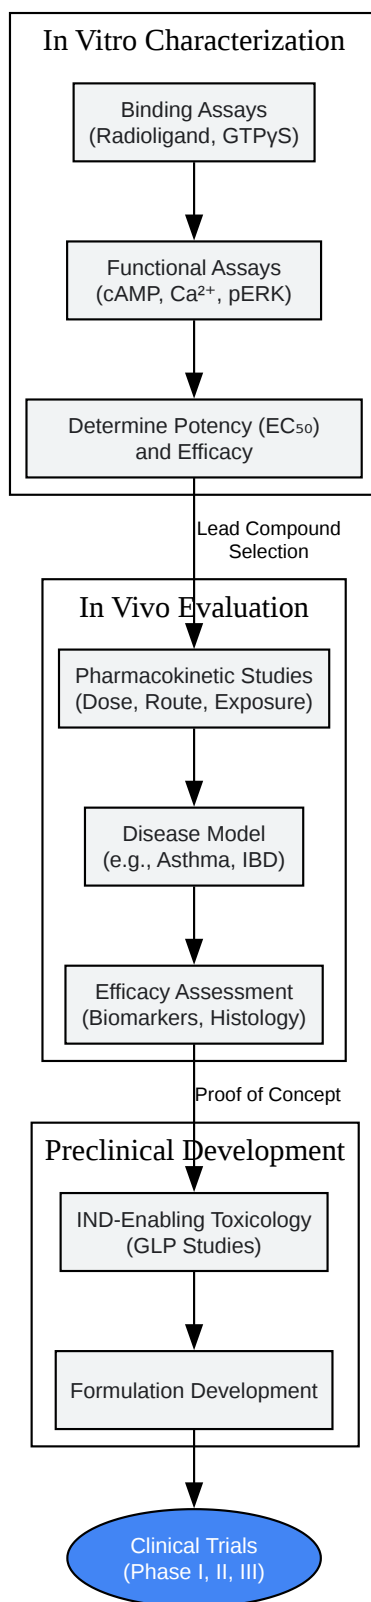 In Vitro Characterization
Binding Assays
(Radioligand, GTPγS)
Functional Assays
(cAMP, Ca²⁺, pERK)
Determine Potency (EC₅₀)
and Efficacy
Lead Compound
Selection
In Vivo Evaluation
Pharmacokinetic Studies
(Dose, Route, Exposure)
Disease Model
(e.g., Asthma, IBD)
Efficacy Assessment
(Biomarkers, Histology)
Proof of Concept
Preclinical Development
IND-Enabling Toxicology
(GLP Studies)
Formulation Development
Clinical Trials
(Phase I, II, III)